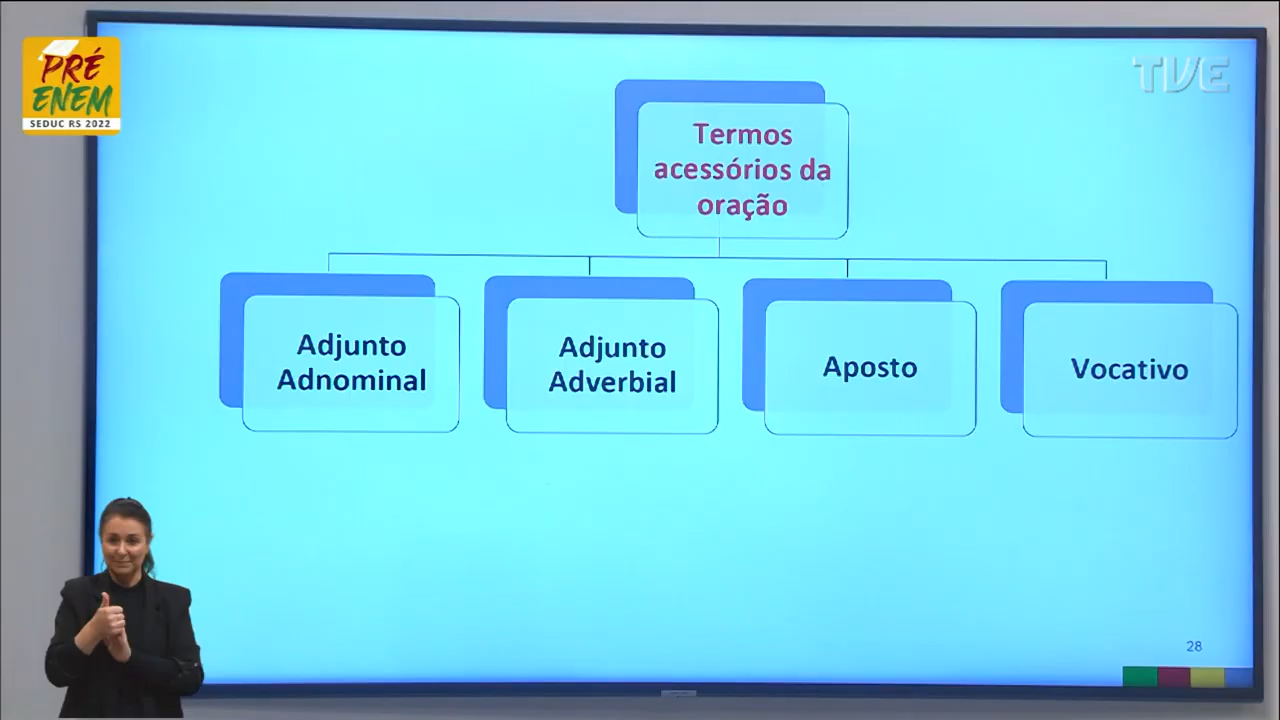 PRÉ
ENEM
SEDUC RS 2022
TVE
Termos
acessórios da
oração
Adjunto
Adnominal
Adjunto
Adverbial
Aposto
Vocativo
28